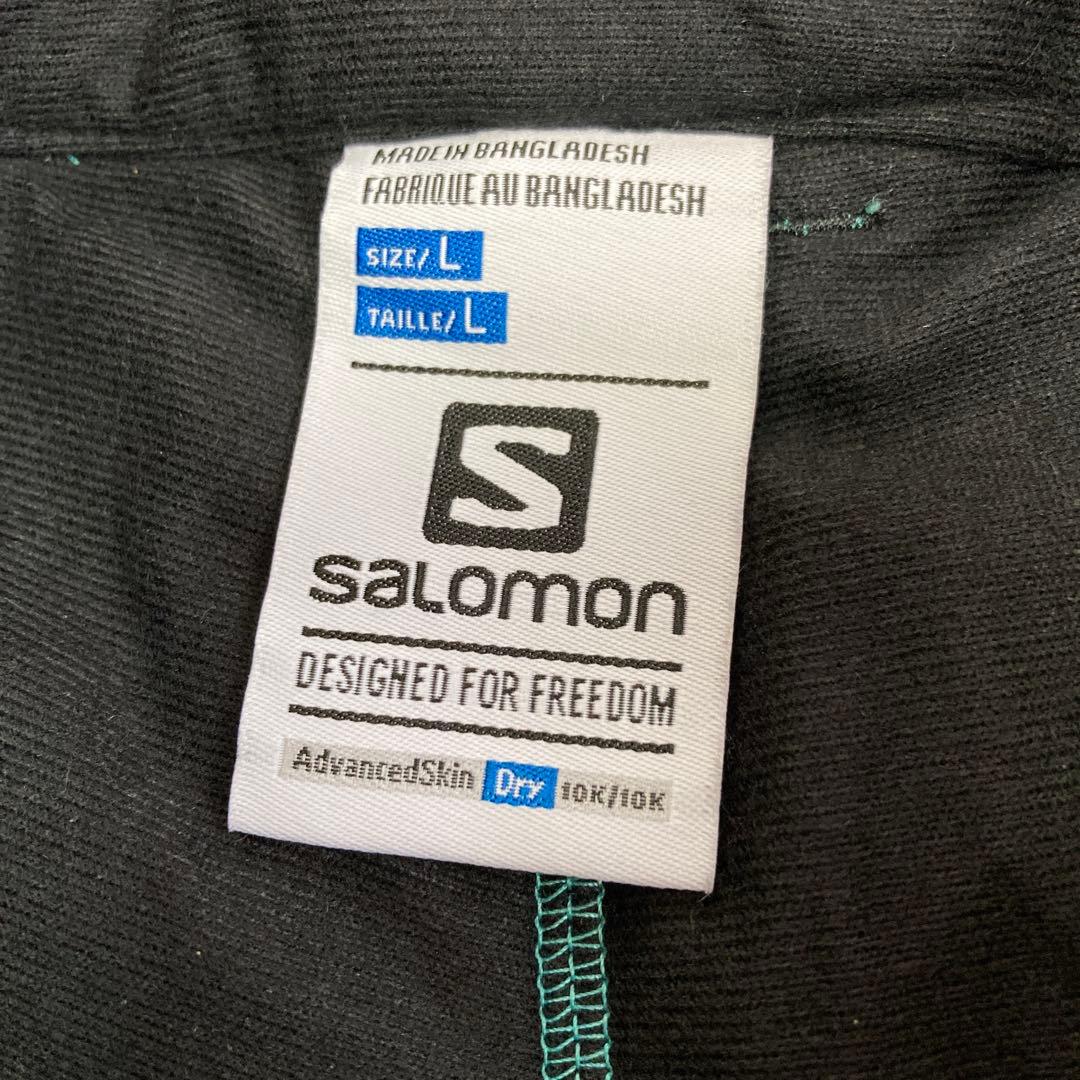 MADE IN BANGLADESH
FABRIQUE AU BANGLADESH
SIZE/ L
TAILLE/ L
S
SALOMON
DESIGNED FOR FREEDOM
AdvancedSkin Dry 10K/10K